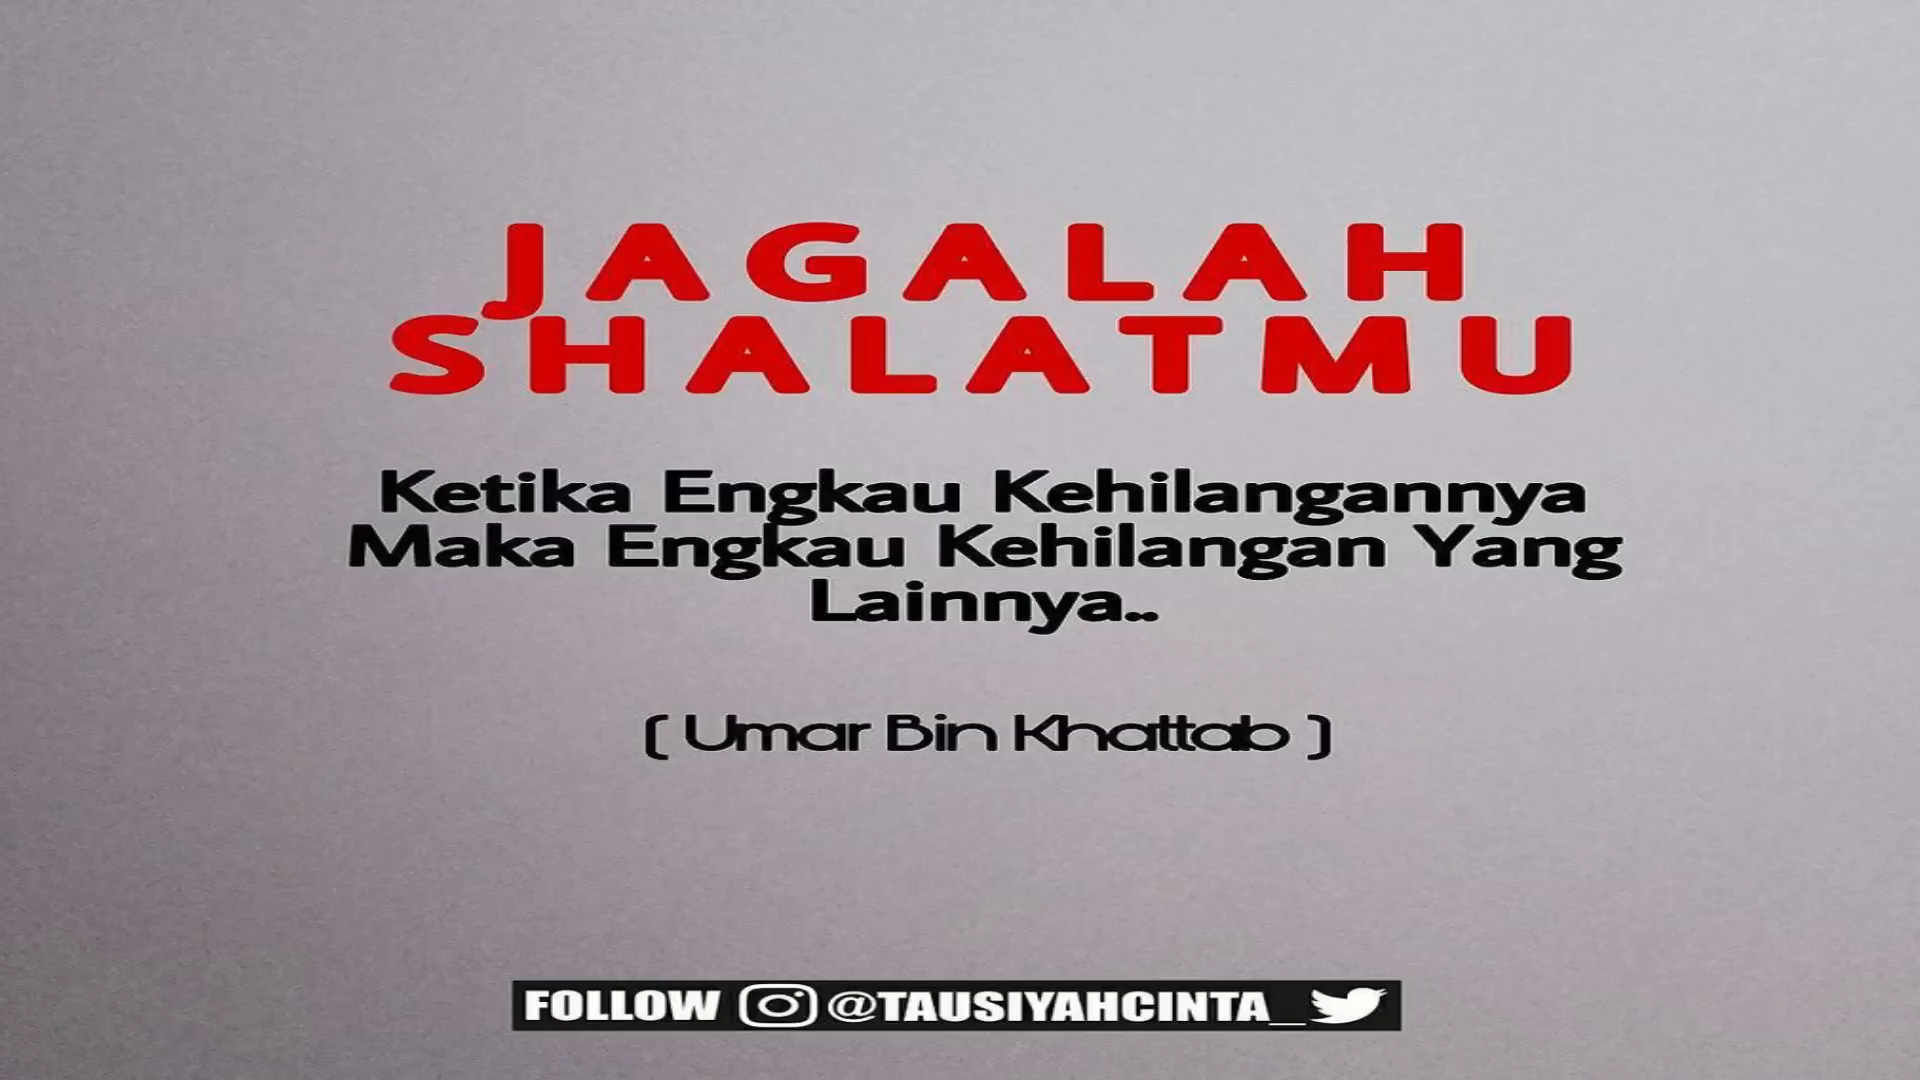 JAGALAH
SHALATMU
Ketika Engkau Kehilangannya
Maka Engkau Kehilangan Yang
Lainnya..
( Umar Bin Khattab )
FOLLOW @TAUSIYAHCINTA_